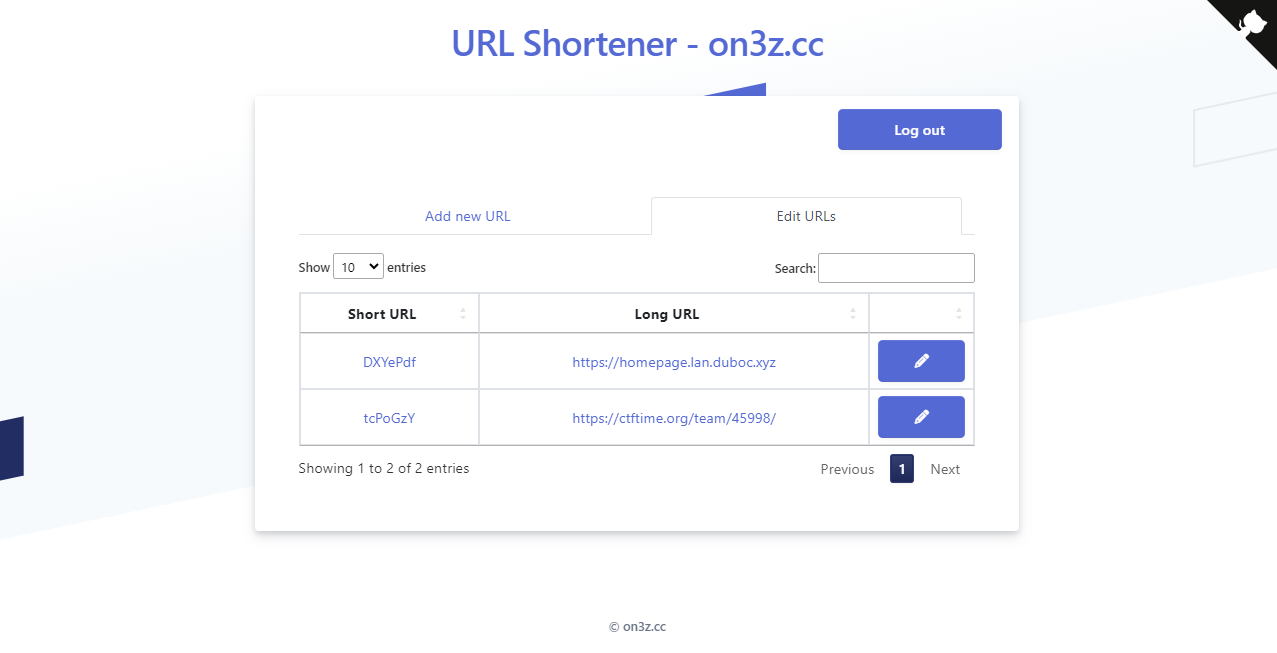 URL Shortener - on3z.cc
Log out
Add new URL Edit URLs
Show 10 entries Search:
Short URL Long URL
DXYePdf https://homepage.lan.duboc.xyz
tcPoGzY https://ctftime.org/team/45998/
Showing 1 to 2 of 2 entries Previous 1 Next
© on3z.cc